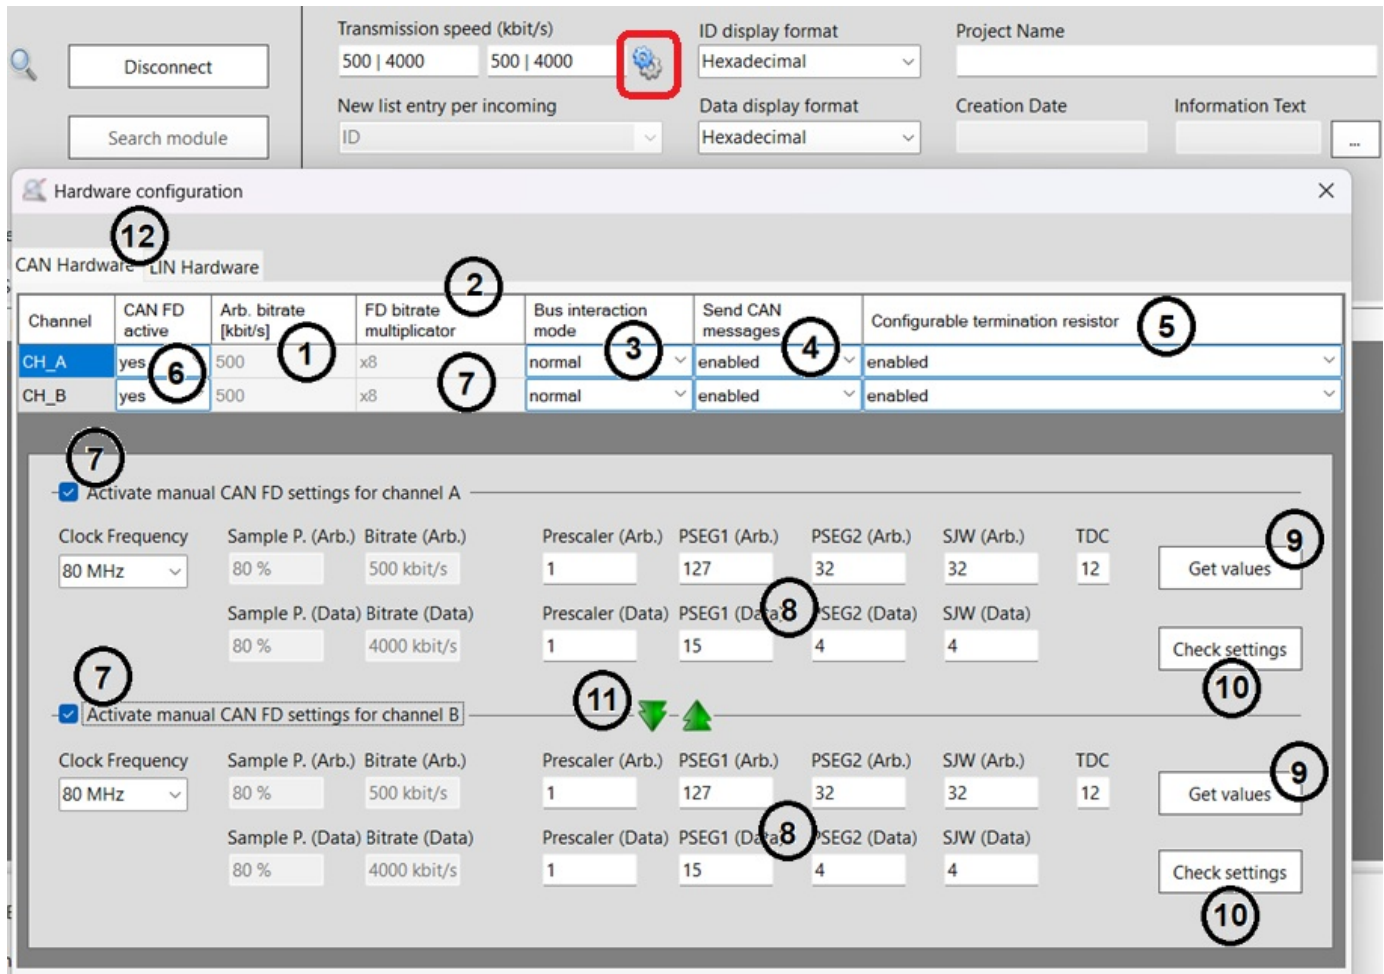 Transmission speed (kbit/s)
ID display format
Project Name
Disconnect
500 | 4000
500 | 4000
Hexadecimal
New list entry per incoming
Data display format
Creation Date
Information Text
Search module
ID
Hexadecimal
...
Hardware configuration
12
CAN Hardware
LIN Hardware
2
Channel
CAN FD active
Arb. bitrate [kbit/s]
FD bitrate multiplicator
Bus interaction mode
Send CAN messages
Configurable termination resistor
5
1
3
4
CH_A
yes
500
x8
normal
enabled
enabled
6
7
CH_B
yes
500
x8
normal
enabled
enabled
7
Activate manual CAN FD settings for channel A
Clock Frequency
Sample P. (Arb.)
Bitrate (Arb.)
Prescaler (Arb.)
PSEG1 (Arb.)
PSEG2 (Arb.)
SJW (Arb.)
TDC
9
80 MHz
80 %
500 kbit/s
1
127
32
32
12
Get values
Sample P. (Data)
Bitrate (Data)
Prescaler (Data)
PSEG1 (Data)
8
PSEG2 (Data)
SJW (Data)
80 %
4000 kbit/s
1
15
4
4
Check settings
7
11
10
Activate manual CAN FD settings for channel B
Clock Frequency
Sample P. (Arb.)
Bitrate (Arb.)
Prescaler (Arb.)
PSEG1 (Arb.)
PSEG2 (Arb.)
SJW (Arb.)
TDC
9
80 MHz
80 %
500 kbit/s
1
127
32
32
12
Get values
Sample P. (Data)
Bitrate (Data)
Prescaler (Data)
PSEG1 (Data)
8
PSEG2 (Data)
SJW (Data)
80 %
4000 kbit/s
1
15
4
4
Check settings
10